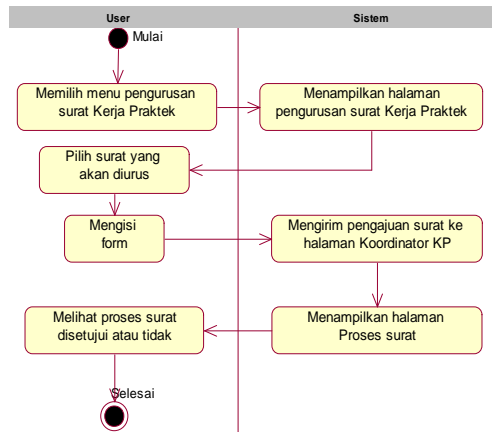 User
Sistem
Mulai
Memilih menu pengurusan
surat Kerja Praktek
Menampilkan halaman
pengurusan surat Kerja Praktek
Pilih surat yang
akan diurus
Mengisi
form
Mengirim pengajuan surat ke
halaman Koordinator KP
Melihat proses surat
disetujui atau tidak
Menampilkan halaman
Proses surat
Selesai